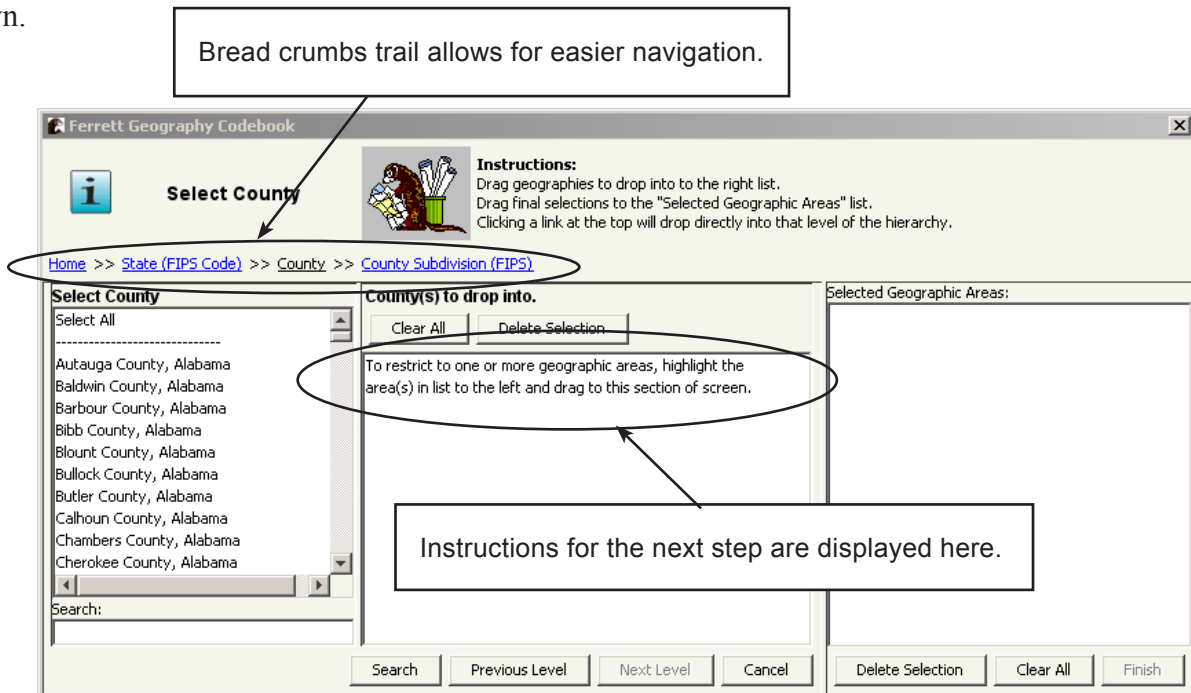 vn.
Bread crumbs trail allows for easier navigation.
Ferrett Geography Codebook
Select County
Instructions:
Drag geographies to drop into to the right list.
Drag final selections to the "Selected Geographic Areas" list.
Clicking a link at the top will drop directly into that level of the hierarchy.
Home >> State (FIPS Code) >> County >> County Subdivision (FIPS)
Select County
Select All
------------------------------
Autauga County, Alabama
Baldwin County, Alabama
Barbour County, Alabama
Bibb County, Alabama
Blount County, Alabama
Bullock County, Alabama
Butler County, Alabama
Calhoun County, Alabama
Chambers County, Alabama
Cherokee County, Alabama
Search:
County(s) to drop into.
Clear All Delete Selection
To restrict to one or more geographic areas, highlight the
area(s) in list to the left and drag to this section of screen.
Instructions for the next step are displayed here.
Selected Geographic Areas:
Search Previous Level Next Level Cancel
Delete Selection Clear All Finish